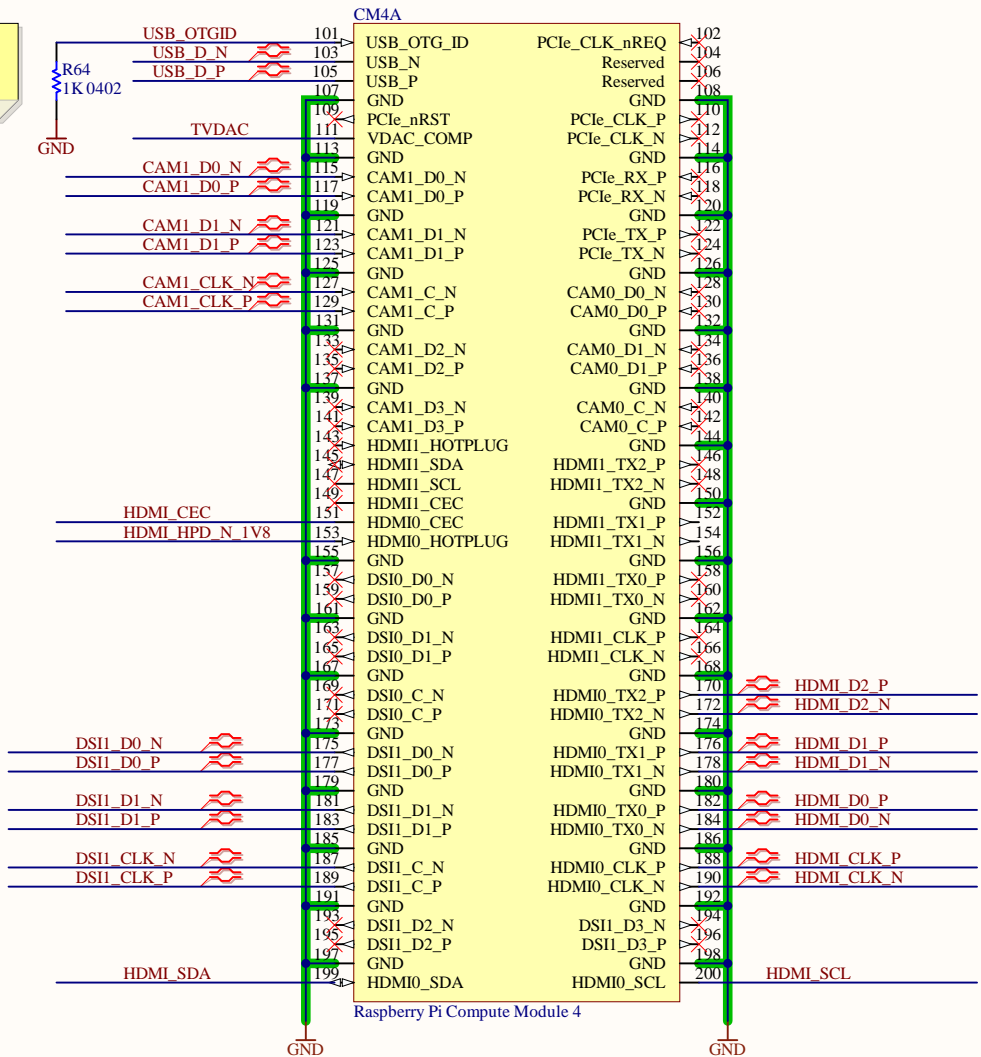 CM4A
USB_OTGID 101 USB_OTG_ID PCIe_CLK_nREQ 102
USB_D_N 103 USB_N Reserved 104
USB_D_P 105 USB_P Reserved 106
R64
1K 0402
GND
107 GND GND 108
109 PCIe_nRST PCIe_CLK_P 110
TVDAC 111 VDAC_COMP PCIe_CLK_N 112
113 GND GND 114
CAM1_D0_N 115 CAM1_D0_N PCIe_RX_P 116
CAM1_D0_P 117 CAM1_D0_P PCIe_RX_N 118
119 GND GND 120
CAM1_D1_N 121 CAM1_D1_N PCIe_TX_P 122
CAM1_D1_P 123 CAM1_D1_P PCIe_TX_N 124
125 GND GND 126
CAM1_CLK_N 127 CAM1_C_N CAM0_D0_N 128
CAM1_CLK_P 129 CAM1_C_P CAM0_D0_P 130
131 GND GND 132
133 CAM1_D2_N CAM0_D1_N 134
135 CAM1_D2_P CAM0_D1_P 136
137 GND GND 138
139 CAM1_D3_N CAM0_C_N 140
141 CAM1_D3_P CAM0_C_P 142
143 HDMI1_HOTPLUG GND 144
145 HDMI1_SDA HDMI1_TX2_P 146
147 HDMI1_SCL HDMI1_TX2_N 148
149 HDMI1_CEC GND 150
HDMI_CEC 151 HDMI0_CEC HDMI1_TX1_P 152
HDMI_HPD_N_1V8 153 HDMI0_HOTPLUG HDMI1_TX1_N 154
155 GND GND 156
157 DSI0_D0_N HDMI1_TX0_P 158
159 DSI0_D0_P HDMI1_TX0_N 160
161 GND GND 162
163 DSI0_D1_N HDMI1_CLK_P 164
165 DSI0_D1_P HDMI1_CLK_N 166
167 GND GND 168
169 DSI0_C_N HDMI0_TX2_P 170 HDMI_D2_P
171 DSI0_C_P HDMI0_TX2_N 172 HDMI_D2_N
173 GND GND 174
DSI1_D0_N 175 DSI1_D0_N HDMI0_TX1_P 176 HDMI_D1_P
DSI1_D0_P 177 DSI1_D0_P HDMI0_TX1_N 178 HDMI_D1_N
179 GND GND 180
DSI1_D1_N 181 DSI1_D1_N HDMI0_TX0_P 182 HDMI_D0_P
DSI1_D1_P 183 DSI1_D1_P HDMI0_TX0_N 184 HDMI_D0_N
185 GND GND 186
DSI1_CLK_N 187 DSI1_C_N HDMI0_CLK_P 188 HDMI_CLK_P
DSI1_CLK_P 189 DSI1_C_P HDMI0_CLK_N 190 HDMI_CLK_N
191 GND GND 192
193 DSI1_D2_N DSI1_D3_N 194
195 DSI1_D2_P DSI1_D3_P 196
197 GND GND 198
HDMI_SDA 199 HDMI0_SDA HDMI0_SCL 200 HDMI_SCL
Raspberry Pi Compute Module 4
GND GND